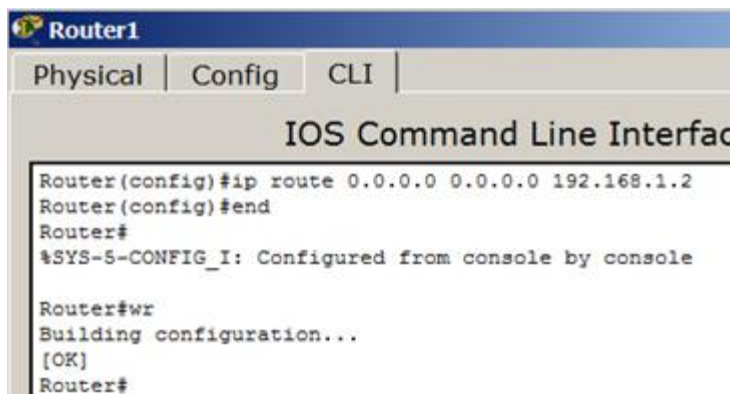 Router1
Physical Config CLI
IOS Command Line Interfac
Router(config)#ip route 0.0.0.0 0.0.0.0 192.168.1.2
Router(config)#end
Router#
%SYS-5-CONFIG_I: Configured from console by console
Router#wr
Building configuration...
[OK]
Router#